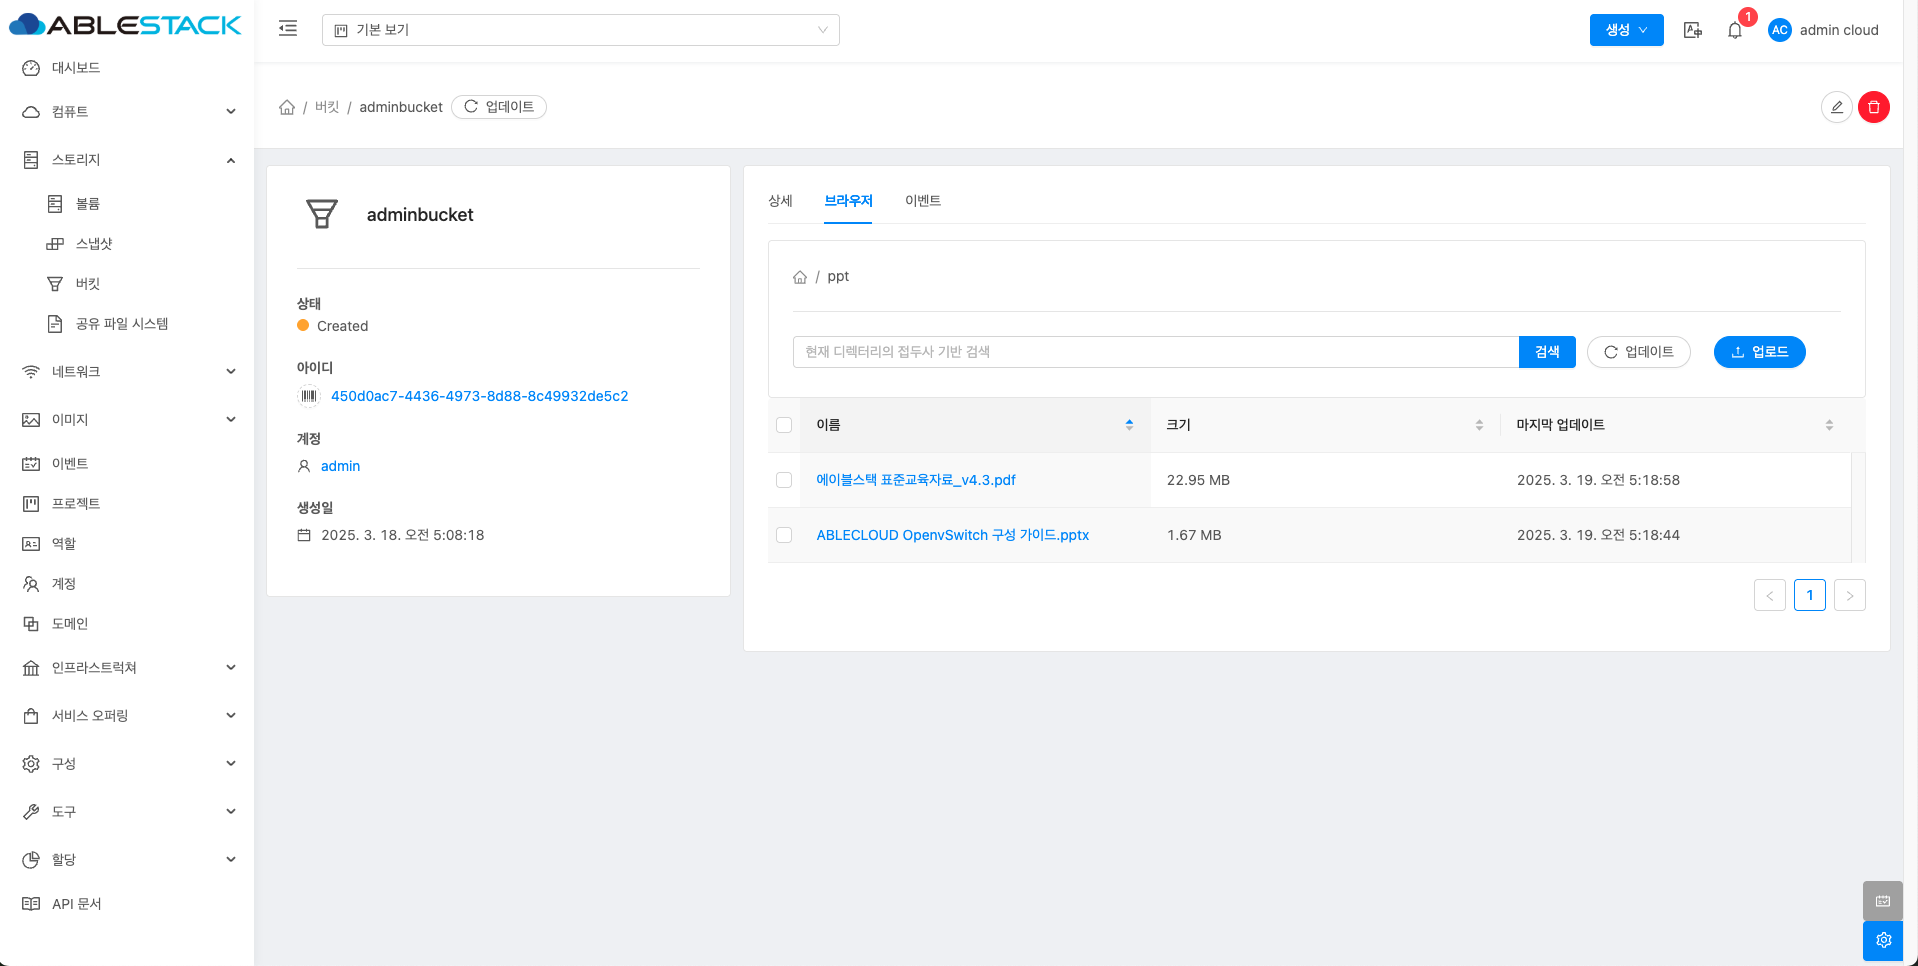 ABLESTACK
기본 보기
생성
1
AC
admin cloud
대시보드
컴퓨트
스토리지
볼륨
스냅샷
버킷
공유 파일 시스템
네트워크
이미지
이벤트
프로젝트
역할
계정
도메인
인프라스트럭쳐
서비스 오퍼링
구성
도구
할당
API 문서
/ 버킷 / adminbucket 업데이트
adminbucket
상태
Created
아이디
450d0ac7-4436-4973-8d88-8c49932de5c2
계정
admin
생성일
2025. 3. 18. 오전 5:08:18
상세 브라우저 이벤트
/ ppt
현재 디렉터리의 접두사 기반 검색 검색 업데이트 업로드
이름 크기 마지막 업데이트
에이블스택 표준교육자료_v4.3.pdf 22.95 MB 2025. 3. 19. 오전 5:18:58
ABLECLOUD OpenvSwitch 구성 가이드.pptx 1.67 MB 2025. 3. 19. 오전 5:18:44
< 1 >